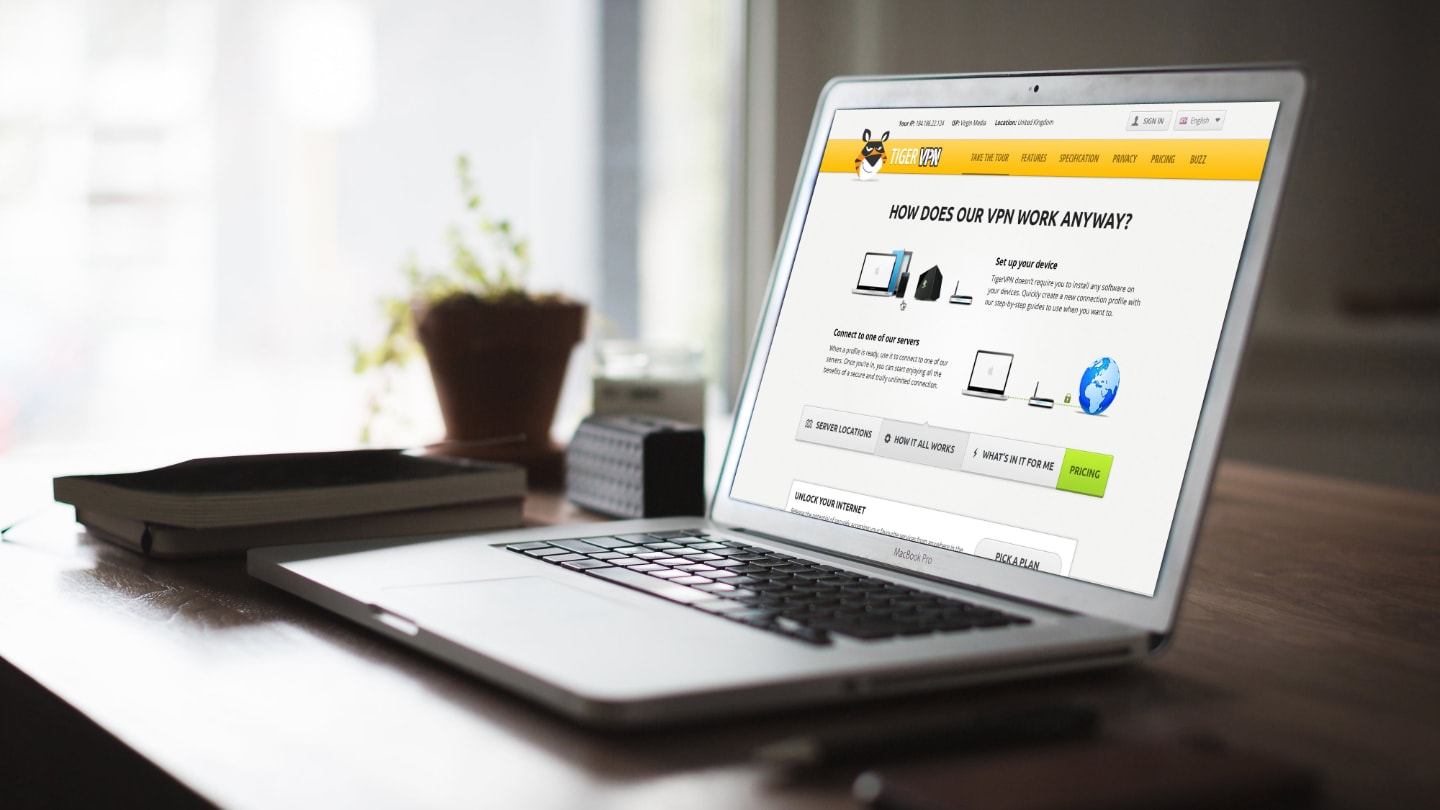 Your IP: 194.196.22.134 ISP: Virgin Media Location: United Kingdom
SIGN IN
English
TIGER VPN
TAKE THE TOUR FEATURES SPECIFICATION PRIVACY PRICING BUZZ
HOW DOES OUR VPN WORK ANYWAY?
Set up your device
TigerVPN doesn't require you to install any software on
your devices. Quickly create a new connection profile with
our step-by-step guides to use when you want to.
Connect to one of our servers
When a profile is ready, use it to connect to one of our
servers. Once you're in, you can start enjoying all the
benefits of a secure and trully unlimited connection.
SERVER LOCATIONS
HOW IT ALL WORKS
WHAT'S IN IT FOR ME
PRICING
UNLOCK YOUR INTERNET
PICK A PLAN
MacBook Pro